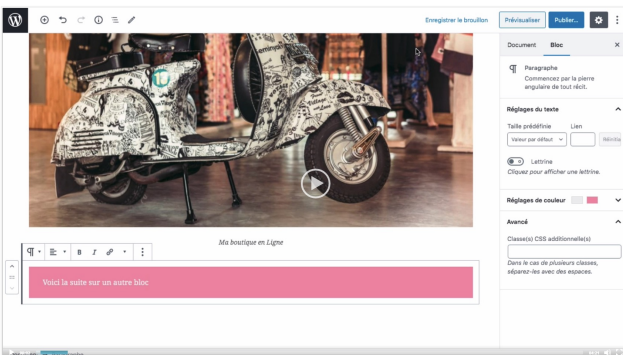 Enregistrer le brouillon
Prévisualiser
Publier...
Document
Bloc
Paragraphe
Commencez par la pierre
angulaire de tout récit.
Réglages du texte
Taille prédéfinie
Lien
Valeur par défaut
Lettrine
Cliquez pour afficher une lettrine.
Réglages de couleur
Avancé
Classe(s) CSS additionnelle(s)
Dans le cas de plusieurs classes,
séparez-les avec des espaces.
Ma boutique en Ligne
B I
Voici la suite sur un autre bloc